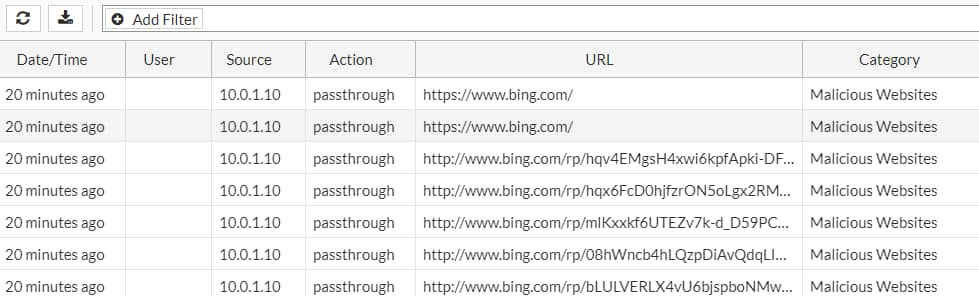 Add Filter
Date/Time User Source Action URL Category
20 minutes ago 10.0.1.10 passthrough https://www.bing.com/ Malicious Websites
20 minutes ago 10.0.1.10 passthrough https://www.bing.com/ Malicious Websites
20 minutes ago 10.0.1.10 passthrough http://www.bing.com/rp/hqv4EMgsH4xwi6kpfApki-DF... Malicious Websites
20 minutes ago 10.0.1.10 passthrough http://www.bing.com/rp/hqx6FcD0hjfzrON5oLgx2RM... Malicious Websites
20 minutes ago 10.0.1.10 passthrough http://www.bing.com/rp/mlKxxkf6UTEZv7k-d_D59PC... Malicious Websites
20 minutes ago 10.0.1.10 passthrough http://www.bing.com/rp/08hWncb4hLQzpDiAvQdqLI... Malicious Websites
20 minutes ago 10.0.1.10 passthrough http://www.bing.com/rp/bLULVERLX4vU6bjspboNMw... Malicious Websites